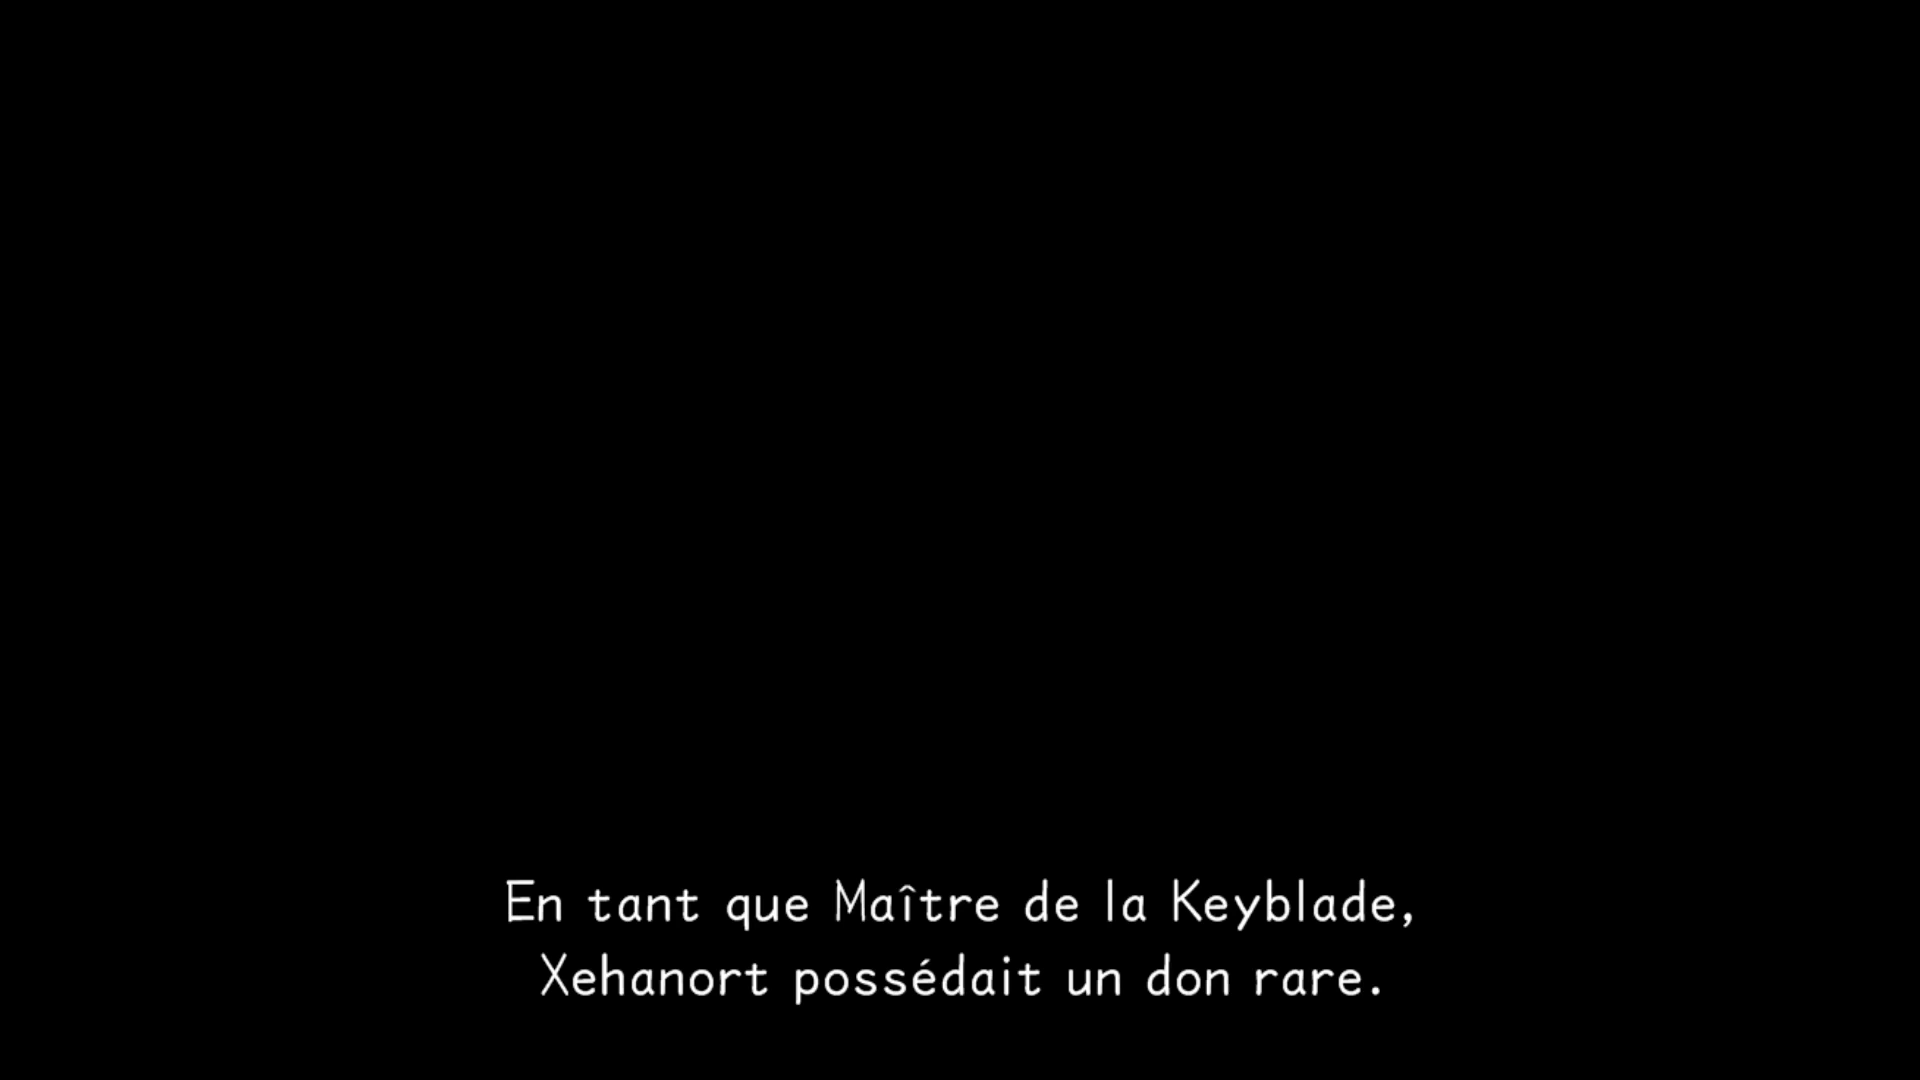 En tant que Maître de la Keyblade,
Xehanort possédait un don rare.